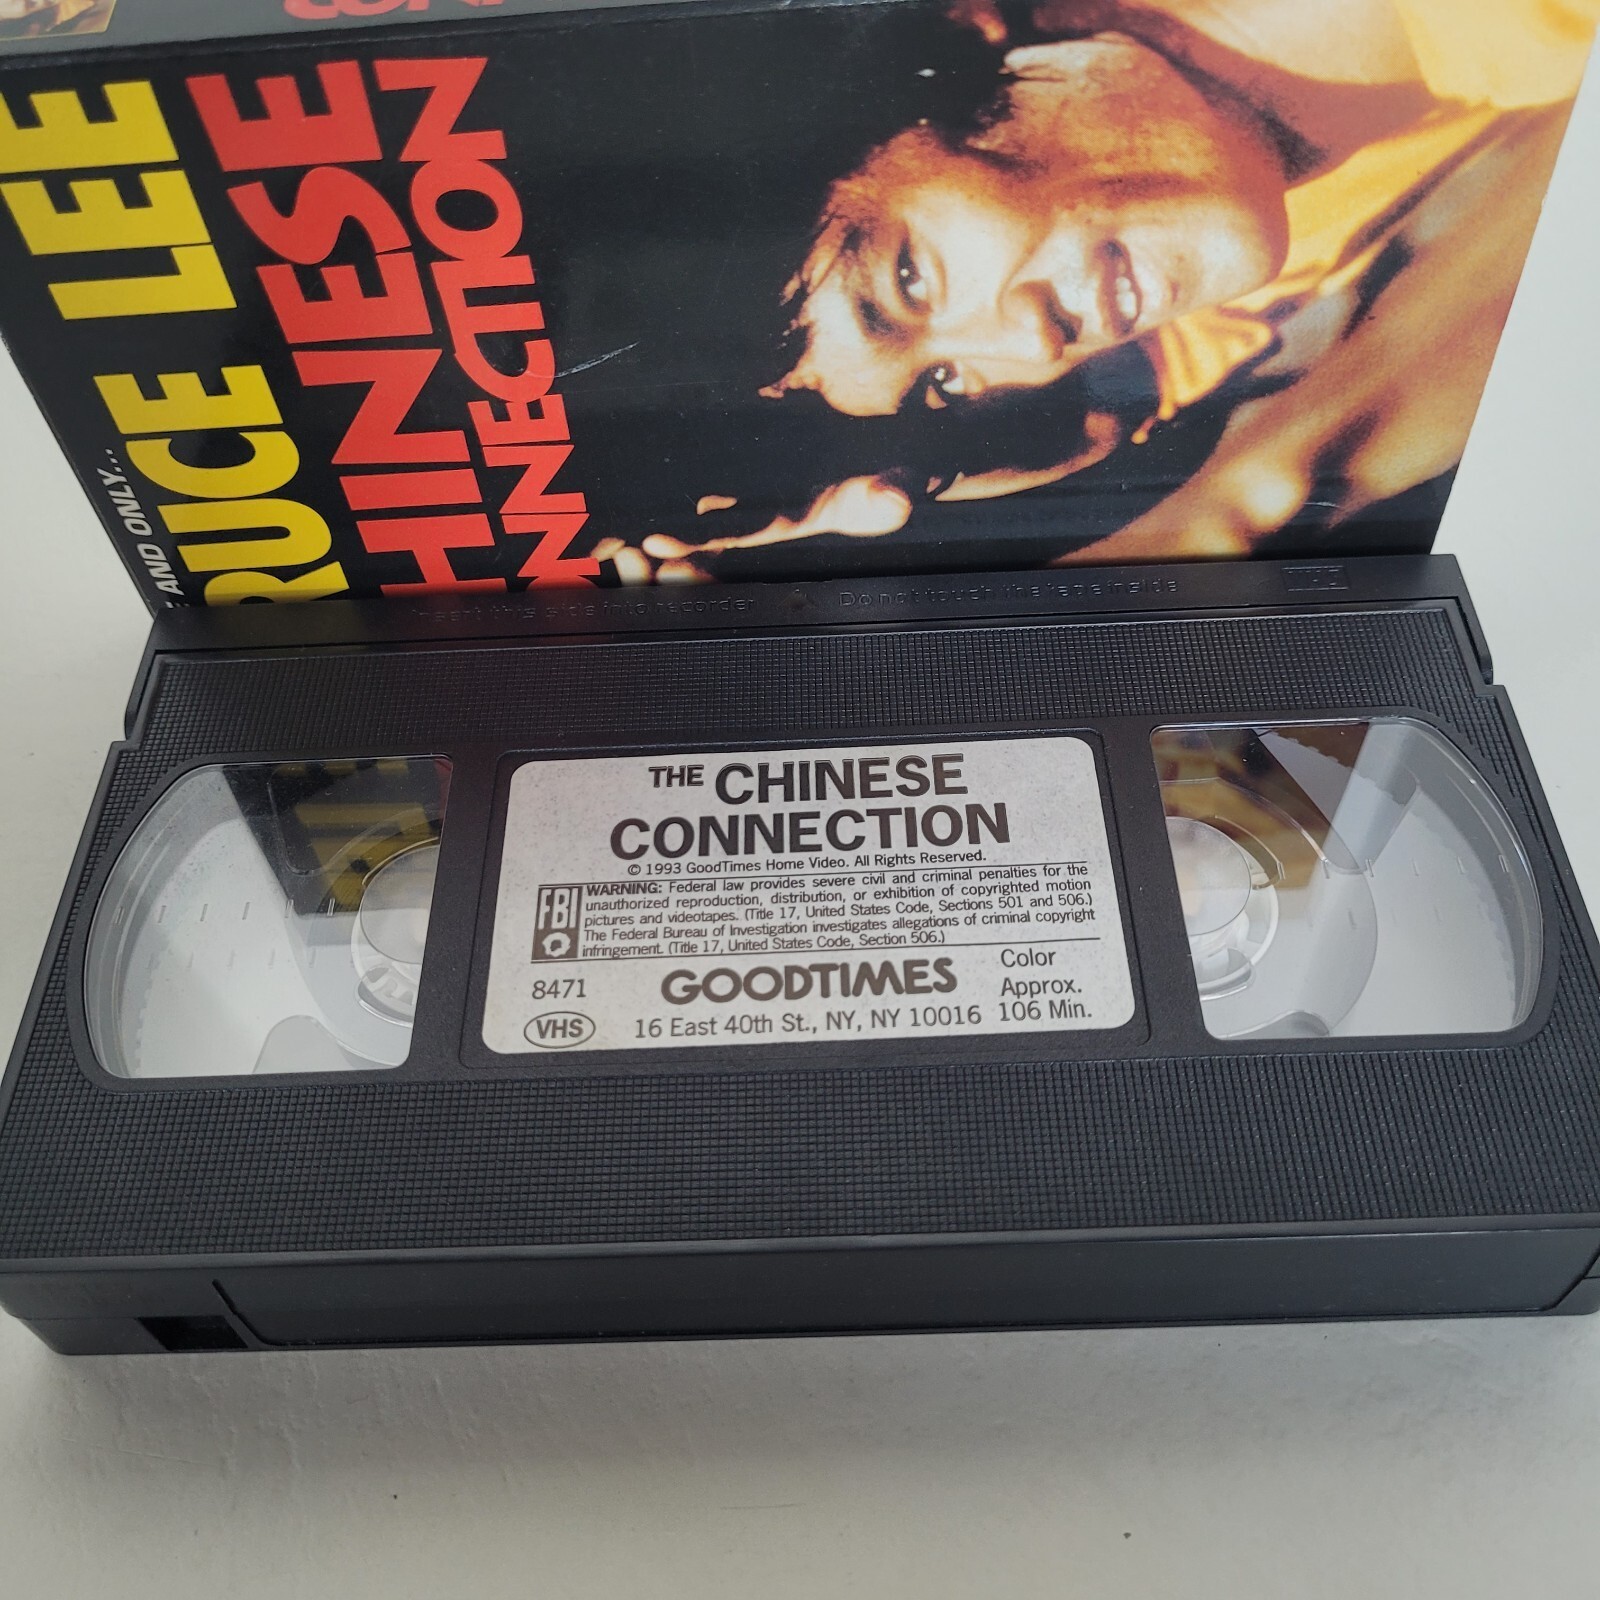 E AND ONLY...
RUCE LEE
CHINESE
ONNECTION
Insert this side into recorder
Do not touch the tape inside
VHS
THE CHINESE
CONNECTION
© 1993 GoodTimes Home Video. All Rights Reserved.
FBI
WARNING: Federal law provides severe civil and criminal penalties for the
unauthorized reproduction, distribution, or exhibition of copyrighted motion
pictures and videotapes. (Title 17, United States Code, Sections 501 and 506.)
The Federal Bureau of Investigation investigates allegations of criminal copyright
infringement. (Title 17, United States Code, Section 506.)
8471
GOODTIMES
Color
Approx.
106 Min.
VHS
16 East 40th St., NY, NY 10016